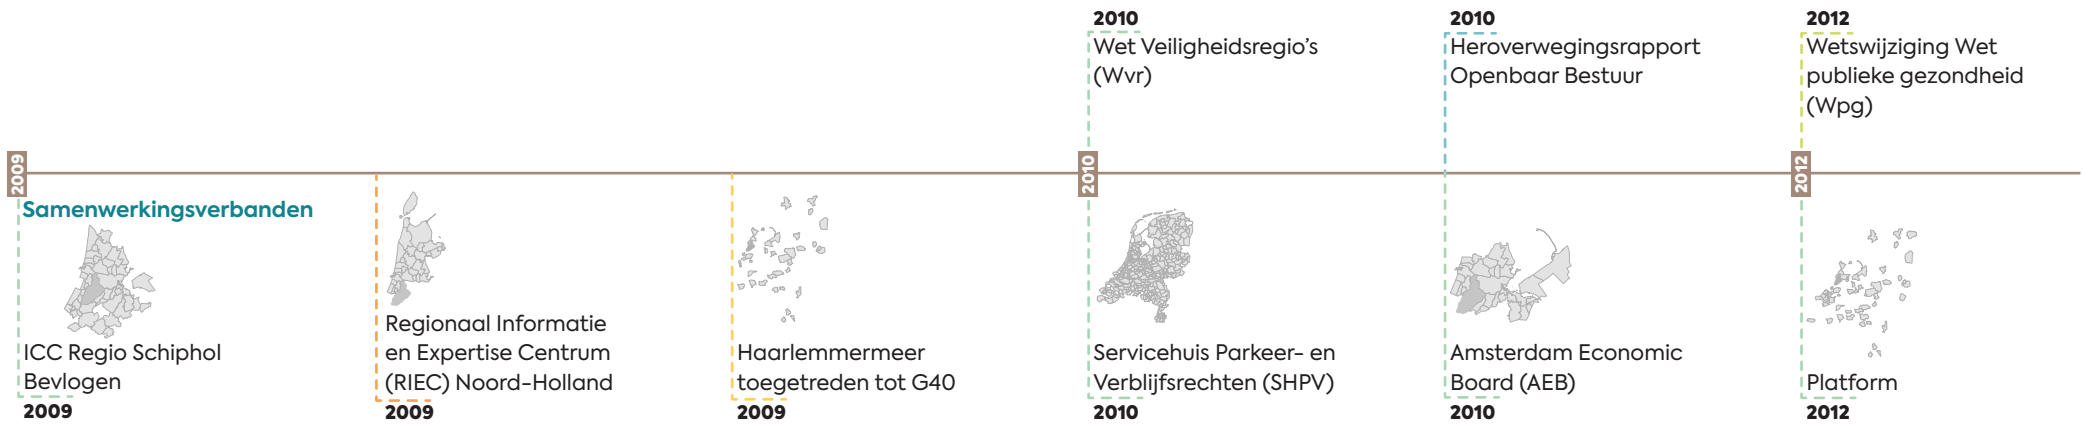 2010
Wet Veiligheidsregio's
(Wvr)
2010
Heroverwegingsrapport
Openbaar Bestuur
2012
Wetswijziging Wet
publieke gezondheid
(Wpg)
2009
2010
2012
Samenwerkingsverbanden
ICC Regio Schiphol
Bevlogen
2009
Regionaal Informatie
en Expertise Centrum
(RIEC) Noord-Holland
2009
Haarlemmermeer
toegetreden tot G40
2009
Servicehuis Parkeer- en
Verblijfsrechten (SHPV)
2010
Amsterdam Economic
Board (AEB)
2010
Platform
2012